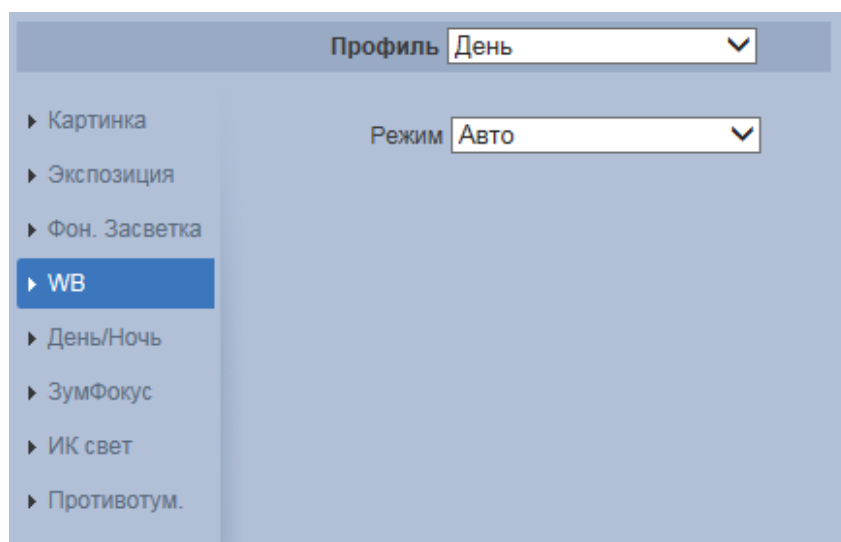 Профиль День
Картинка
Режим Авто
Экспозиция
Фон. Засветка
WB
День/Ночь
ЗумФокус
ИК свет
Противотум.